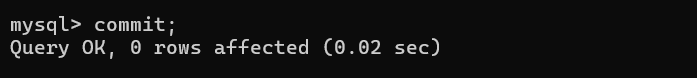 mysql> commit;
Query OK, 0 rows affected (0.02 sec)